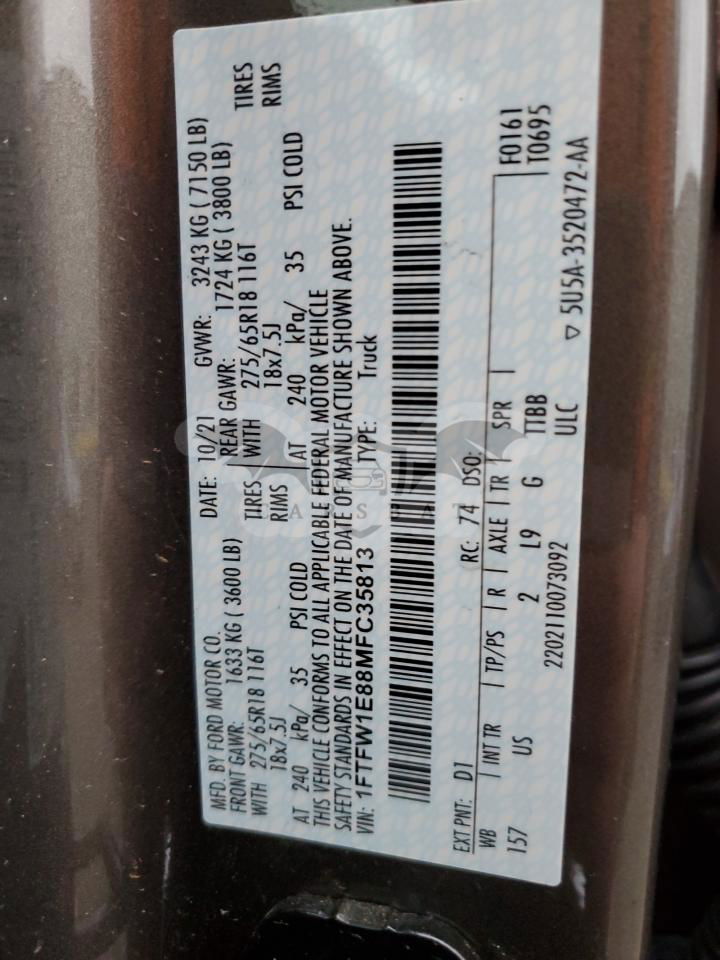 MFD. BY FORD MOTOR CO. DATE: 10/21 GVWR: 3243 KG ( 7150 LB)
FRONT GAWR: 1633 KG ( 3600 LB) REAR GAWR: 1724 KG ( 3800 LB)
WITH 275/65R18 116T TIRES WITH 275/65R18 116T TIRES
18x7.5J RIMS 18x7.5J RIMS
AT 240 kPa/ 35 PSI COLD AT 240 kPa/ 35 PSI COLD
THIS VEHICLE CONFORMS TO ALL APPLICABLE FEDERAL MOTOR VEHICLE
SAFETY STANDARDS IN EFFECT ON THE DATE OF MANUFACTURE SHOWN ABOVE.
VIN: 1FTFW1E88MFC35813 TYPE: Truck
EXT PNT: D1 RC: 74 DSO: F0161
WB INT TR TP/PS R AXLE TR SPR T0695
157 US 2 L9 G TTBB
2202110073092 ULC ▽ 5U5A-3520472-AA